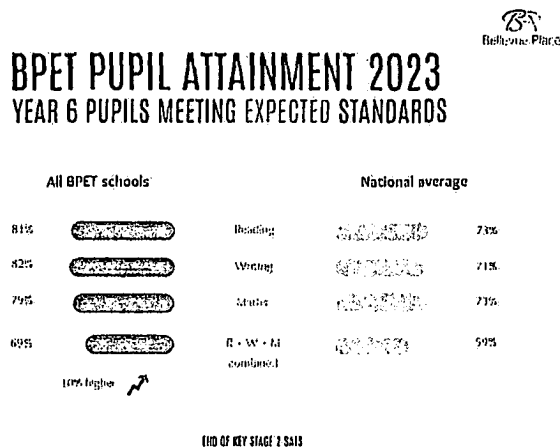 Bellevue Place
BPET PUPIL ATTAINMENT 2023
YEAR 6 PUPILS MEETING EXPECTED STANDARDS
All BPET schools
National average
81% Reading 73%
82% Writing 71%
79% Maths 73%
69% R + W + M 59%
combined
10% higher
END OF KEY STAGE 2 SATS